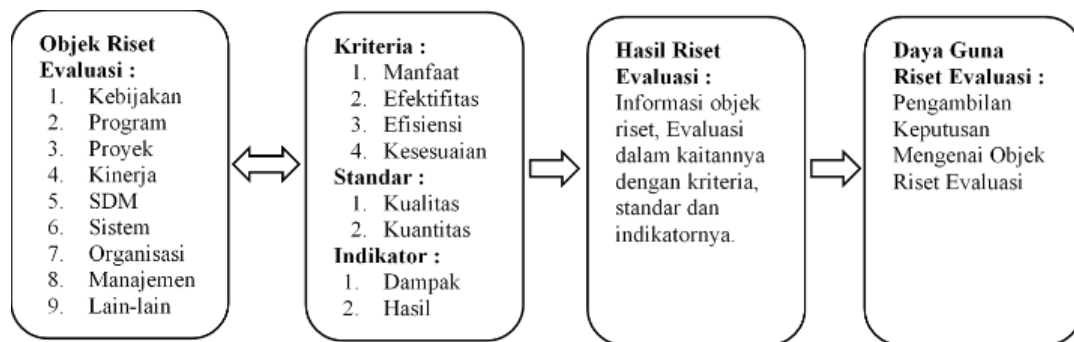 Objek Riset
Evaluasi :
1. Kebijakan
2. Program
3. Proyek
4. Kinerja
5. SDM
6. Sistem
7. Organisasi
8. Manajemen
9. Lain-lain
Kriteria :
1. Manfaat
2. Efektifitas
3. Efisiensi
4. Kesesuaian
Standar :
1. Kualitas
2. Kuantitas
Indikator :
1. Dampak
2. Hasil
Hasil Riset
Evaluasi :
Informasi objek
riset, Evaluasi
dalam kaitannya
dengan kriteria,
standar dan
indikatornya.
Daya Guna
Riset Evaluasi :
Pengambilan
Keputusan
Mengenai Objek
Riset Evaluasi